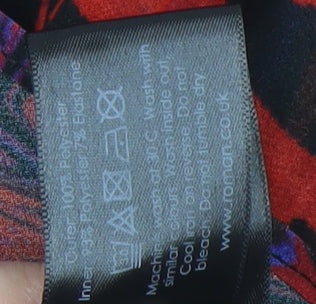 Outer 100% Polyester
Inner 93% Polyester 7% Elastane
30
Machine wash at 30 C Wash with
similar colours. Wash inside out
Cool iron on reverse. Do not
bleach. Do not tumble dry.
www.roman.co.uk